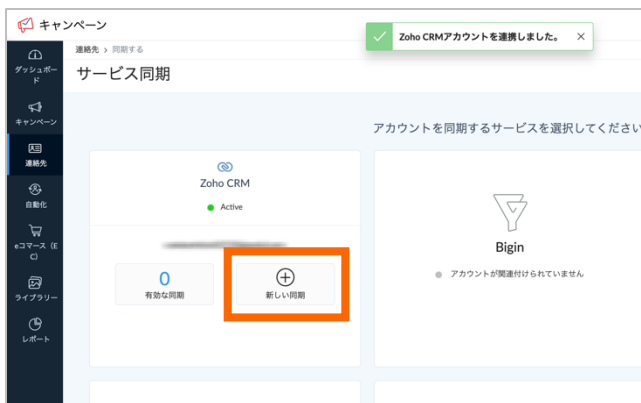 キャンペーン
Zoho CRMアカウントを連携しました。
連絡先 > 同期する
サービス同期
ダッシュボー
ド
キャンペーン
連絡先
自動化
eコマース (E
C)
ライブラリー
レポート
アカウントを同期するサービスを選択してくださ
Zoho CRM
Active
0
有効な同期
新しい同期
Bigin
アカウントが関連付けられていません